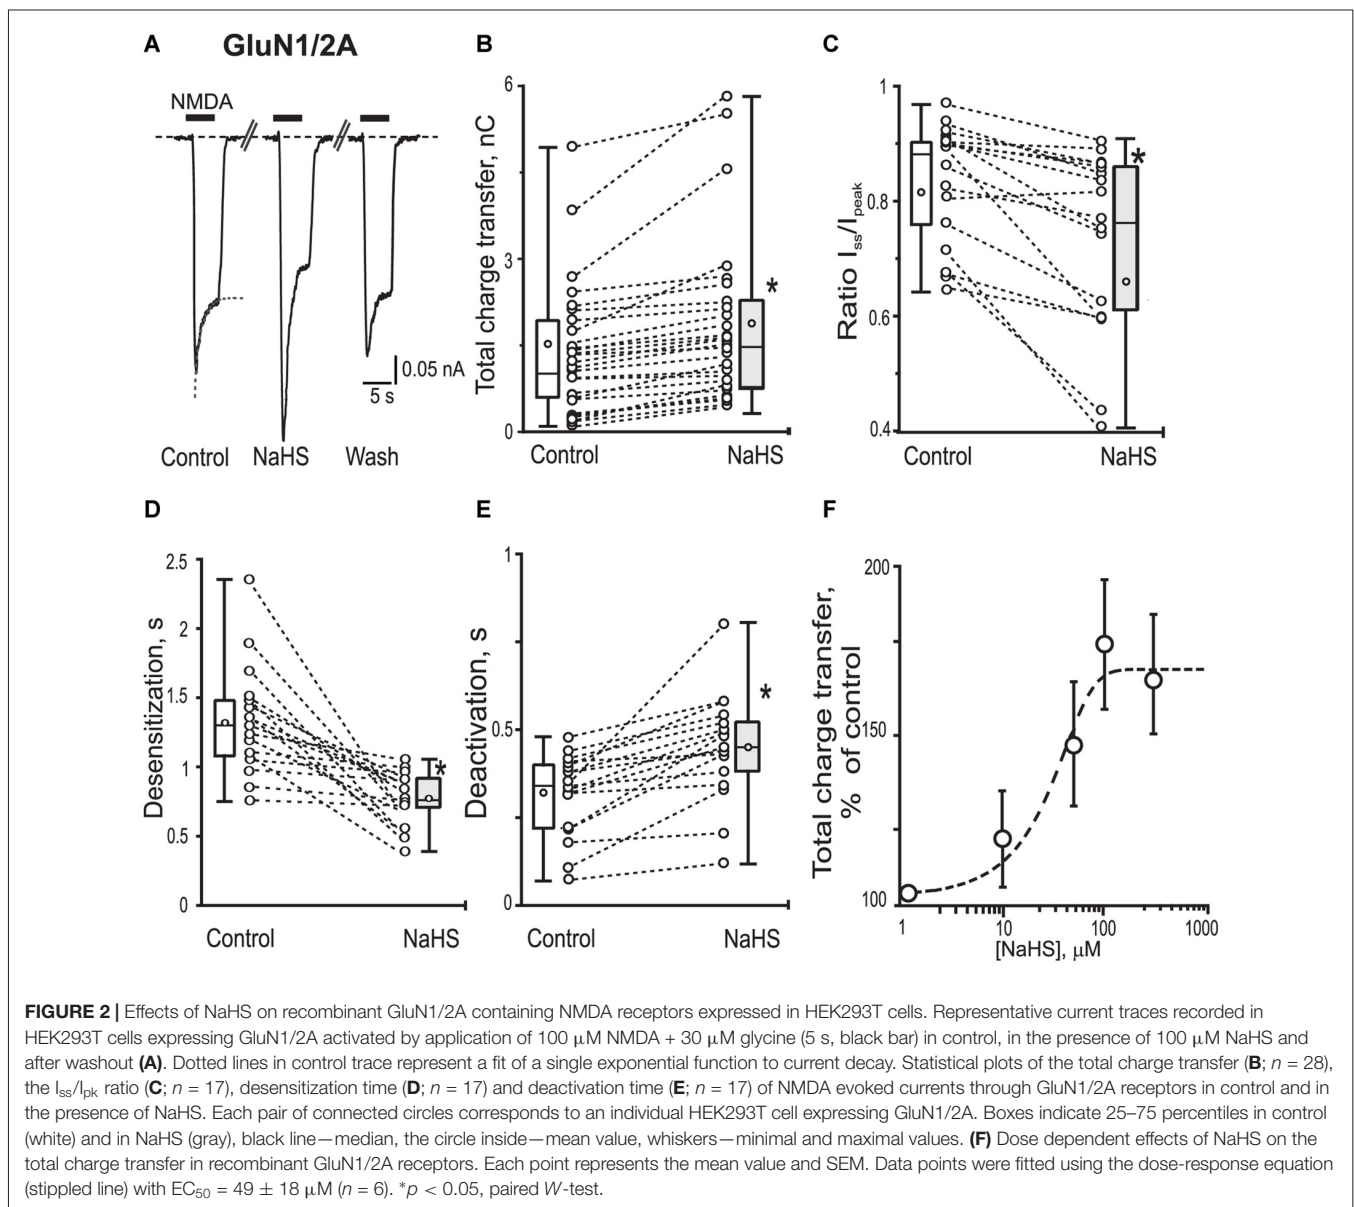 A
GluN1/2A
NMDA
0.05 nA
5 s
Control
NaHS
Wash
B
Total charge transfer, nC
6
3
0
*
Control
NaHS
C
Ratio Iss/Ipeak
1
0.8
0.6
0.4
*
Control
NaHS
D
Desensitization, s
2.5
2
1.5
1
0.5
0
*
Control
NaHS
E
Deactivation, s
1
0.5
0
*
Control
NaHS
F
Total charge transfer,
% of control
200
150
100
1
10
100
1000
[NaHS], μM
FIGURE 2 | Effects of NaHS on recombinant GluN1/2A containing NMDA receptors expressed in HEK293T cells. Representative current traces recorded in
HEK293T cells expressing GluN1/2A activated by application of 100 μM NMDA + 30 μM glycine (5 s, black bar) in control, in the presence of 100 μM NaHS and
after washout (A). Dotted lines in control trace represent a fit of a single exponential function to current decay. Statistical plots of the total charge transfer (B; n = 28),
the Iss/Ipk ratio (C; n = 17), desensitization time (D; n = 17) and deactivation time (E; n = 17) of NMDA evoked currents through GluN1/2A receptors in control and in
the presence of NaHS. Each pair of connected circles corresponds to an individual HEK293T cell expressing GluN1/2A. Boxes indicate 25–75 percentiles in control
(white) and in NaHS (gray), black line—median, the circle inside—mean value, whiskers—minimal and maximal values. (F) Dose dependent effects of NaHS on the
total charge transfer in recombinant GluN1/2A receptors. Each point represents the mean value and SEM. Data points were fitted using the dose-response equation
(stippled line) with EC50 = 49 ± 18 μM (n = 6). *p < 0.05, paired W-test.